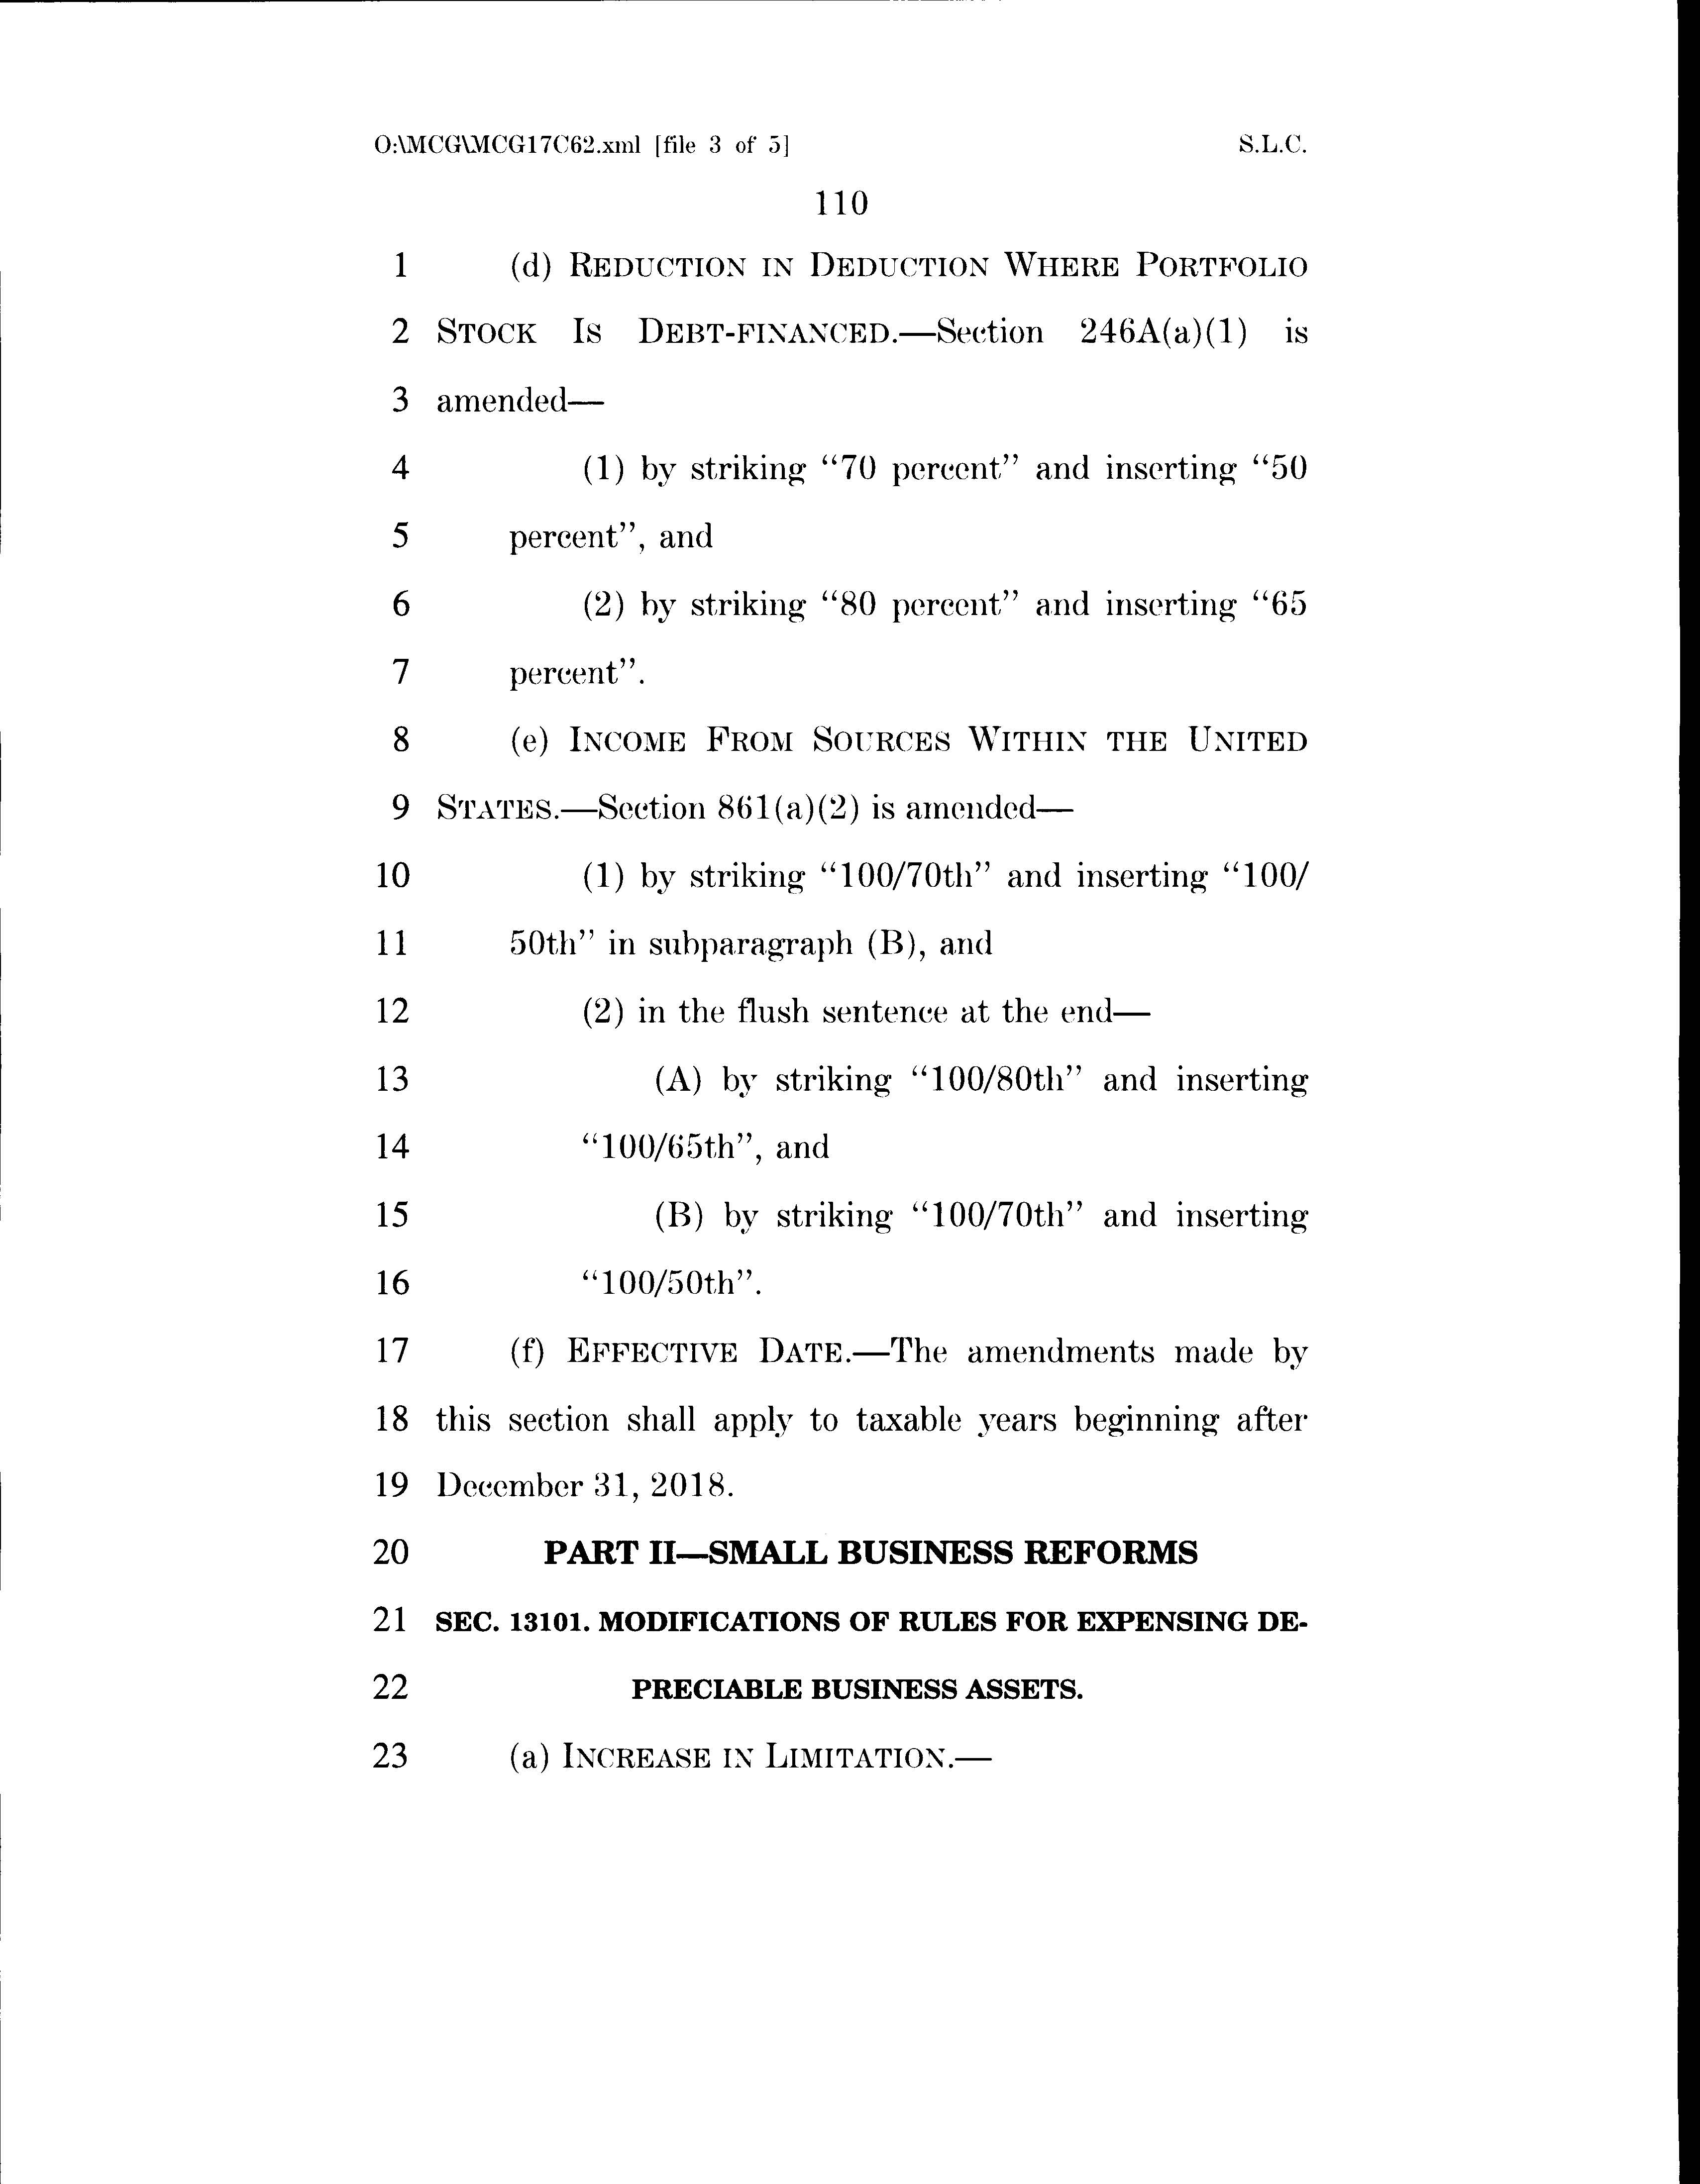 O:\MCG\MCG17C62.xml [file 3 of 5] S.L.C.
110
1 (d) REDUCTION IN DEDUCTION WHERE PORTFOLIO
2 STOCK IS DEBT-FINANCED.—Section 246A(a)(1) is
3 amended—
4 (1) by striking “70 percent” and inserting “50
5 percent”, and
6 (2) by striking “80 percent” and inserting “65
7 percent”.
8 (e) INCOME FROM SOURCES WITHIN THE UNITED
9 STATES.—Section 861(a)(2) is amended—
10 (1) by striking “100/70th” and inserting “100/
11 50th” in subparagraph (B), and
12 (2) in the flush sentence at the end—
13 (A) by striking “100/80th” and inserting
14 “100/65th”, and
15 (B) by striking “100/70th” and inserting
16 “100/50th”.
17 (f) EFFECTIVE DATE.—The amendments made by
18 this section shall apply to taxable years beginning after
19 December 31, 2018.
20 PART II—SMALL BUSINESS REFORMS
21 SEC. 13101. MODIFICATIONS OF RULES FOR EXPENSING DE-
22 PRECIABLE BUSINESS ASSETS.
23 (a) INCREASE IN LIMITATION.—